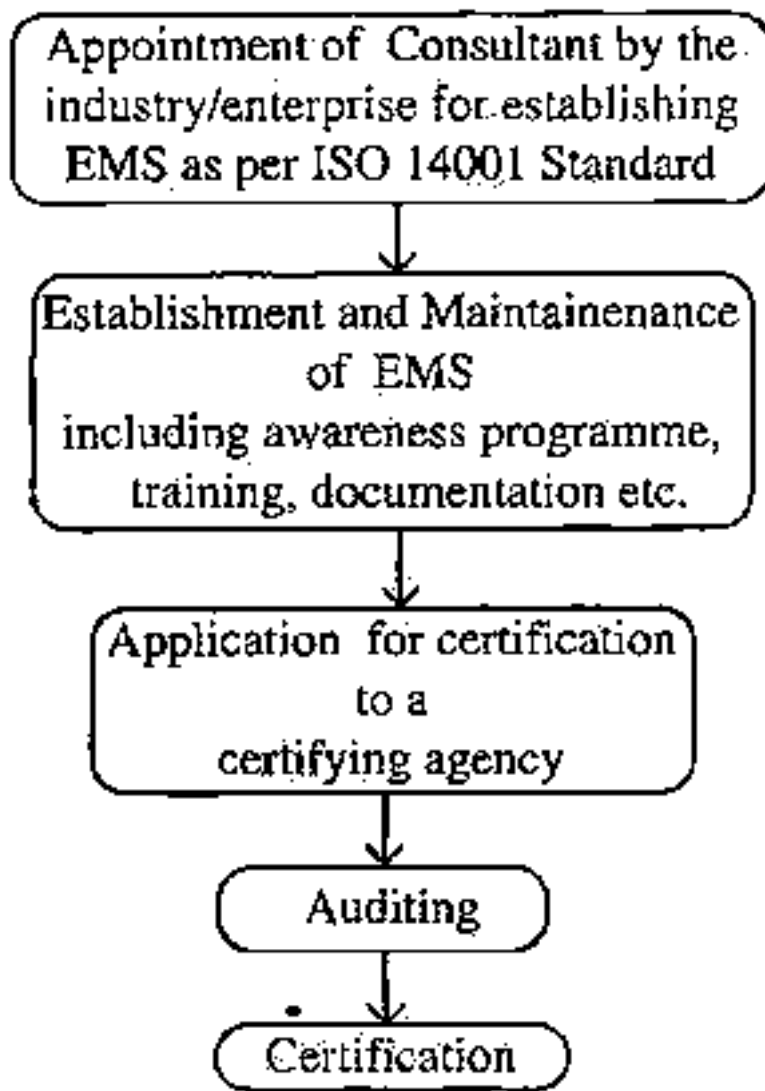 Appointment of Consultant by the
industry/enterprise for establishing
EMS as per ISO 14001 Standard
Establishment and Maintainenance
of EMS
including awareness programme,
training, documentation etc.
Application for certification
to a
certifying agency
Auditing
Certification